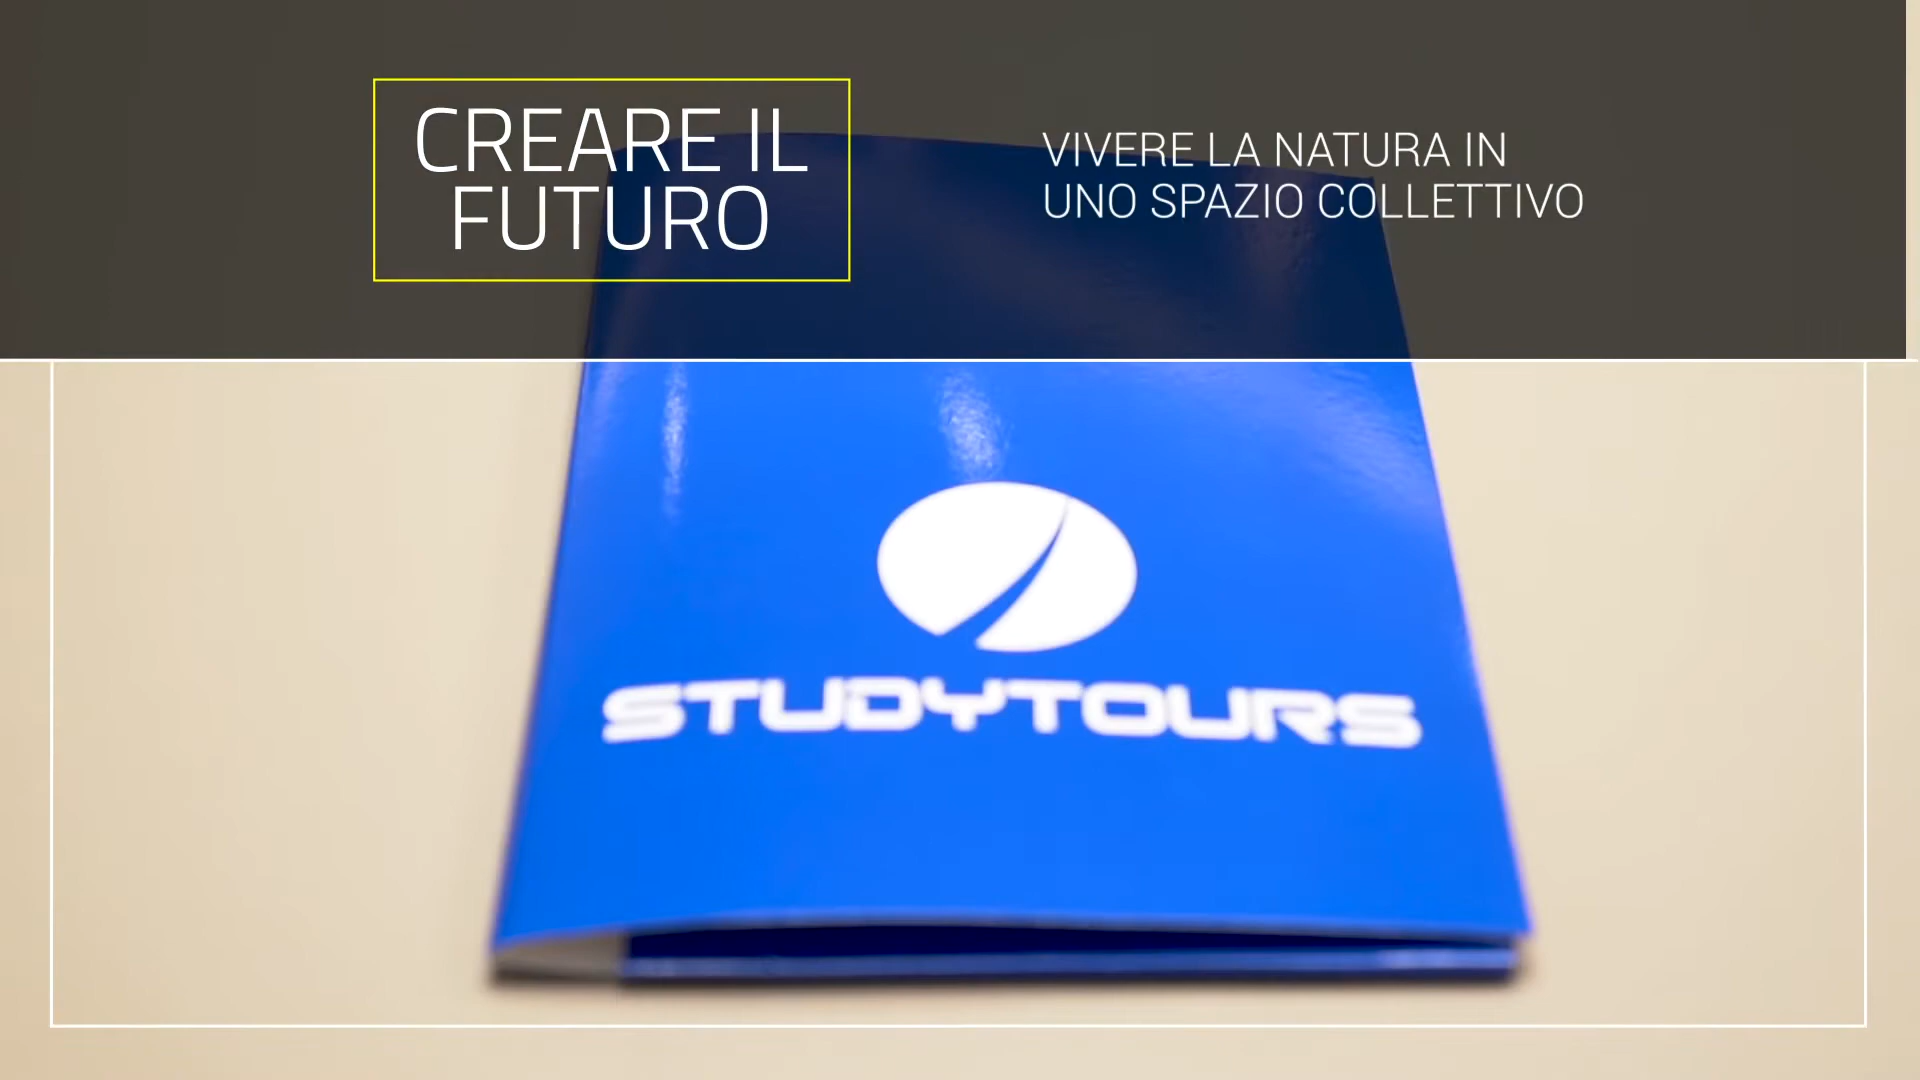 CREARE IL
FUTURO
VIVERE LA NATURA IN
UNO SPAZIO COLLETTIVO
STUDYTOURS